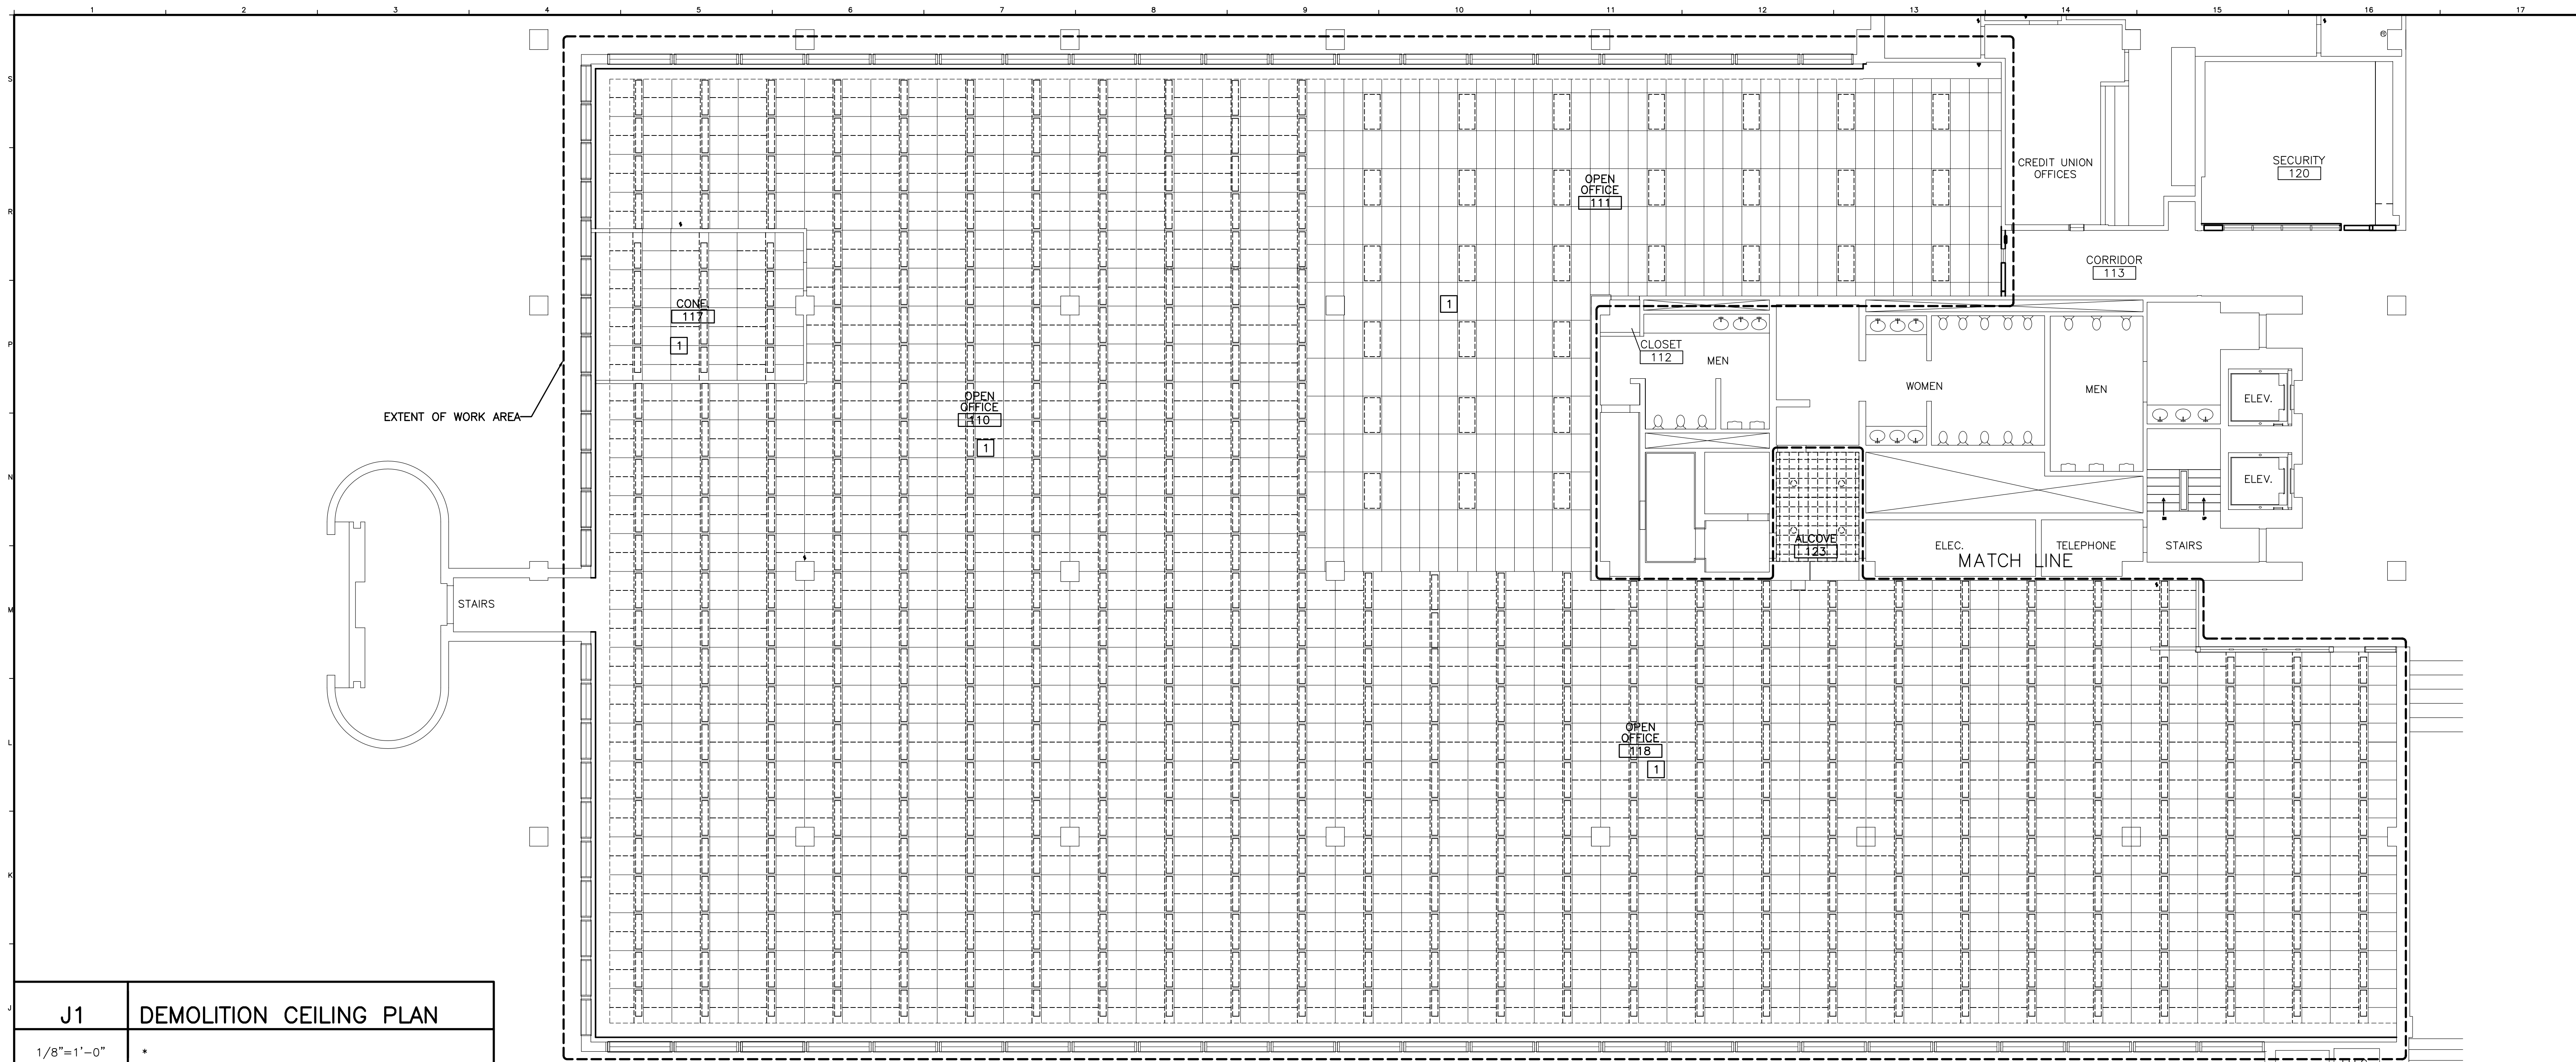 1 2 3 4 5 6 7 8 9 10 11 12 13 14 15 16 17
S
R
P
N
M
L
K
J
CREDIT UNION
OFFICES
SECURITY
120
OPEN
OFFICE
111
CORRIDOR
113
CONF.
117
1
1
CLOSET
112
MEN
WOMEN
MEN
ELEV.
OPEN
OFFICE
110
1
EXTENT OF WORK AREA
ELEV.
ALCOVE
123
ELEC.
TELEPHONE
STAIRS
MATCH LINE
STAIRS
OPEN
OFFICE
118
1
J1
DEMOLITION CEILING PLAN
1/8"=1'-0"
*